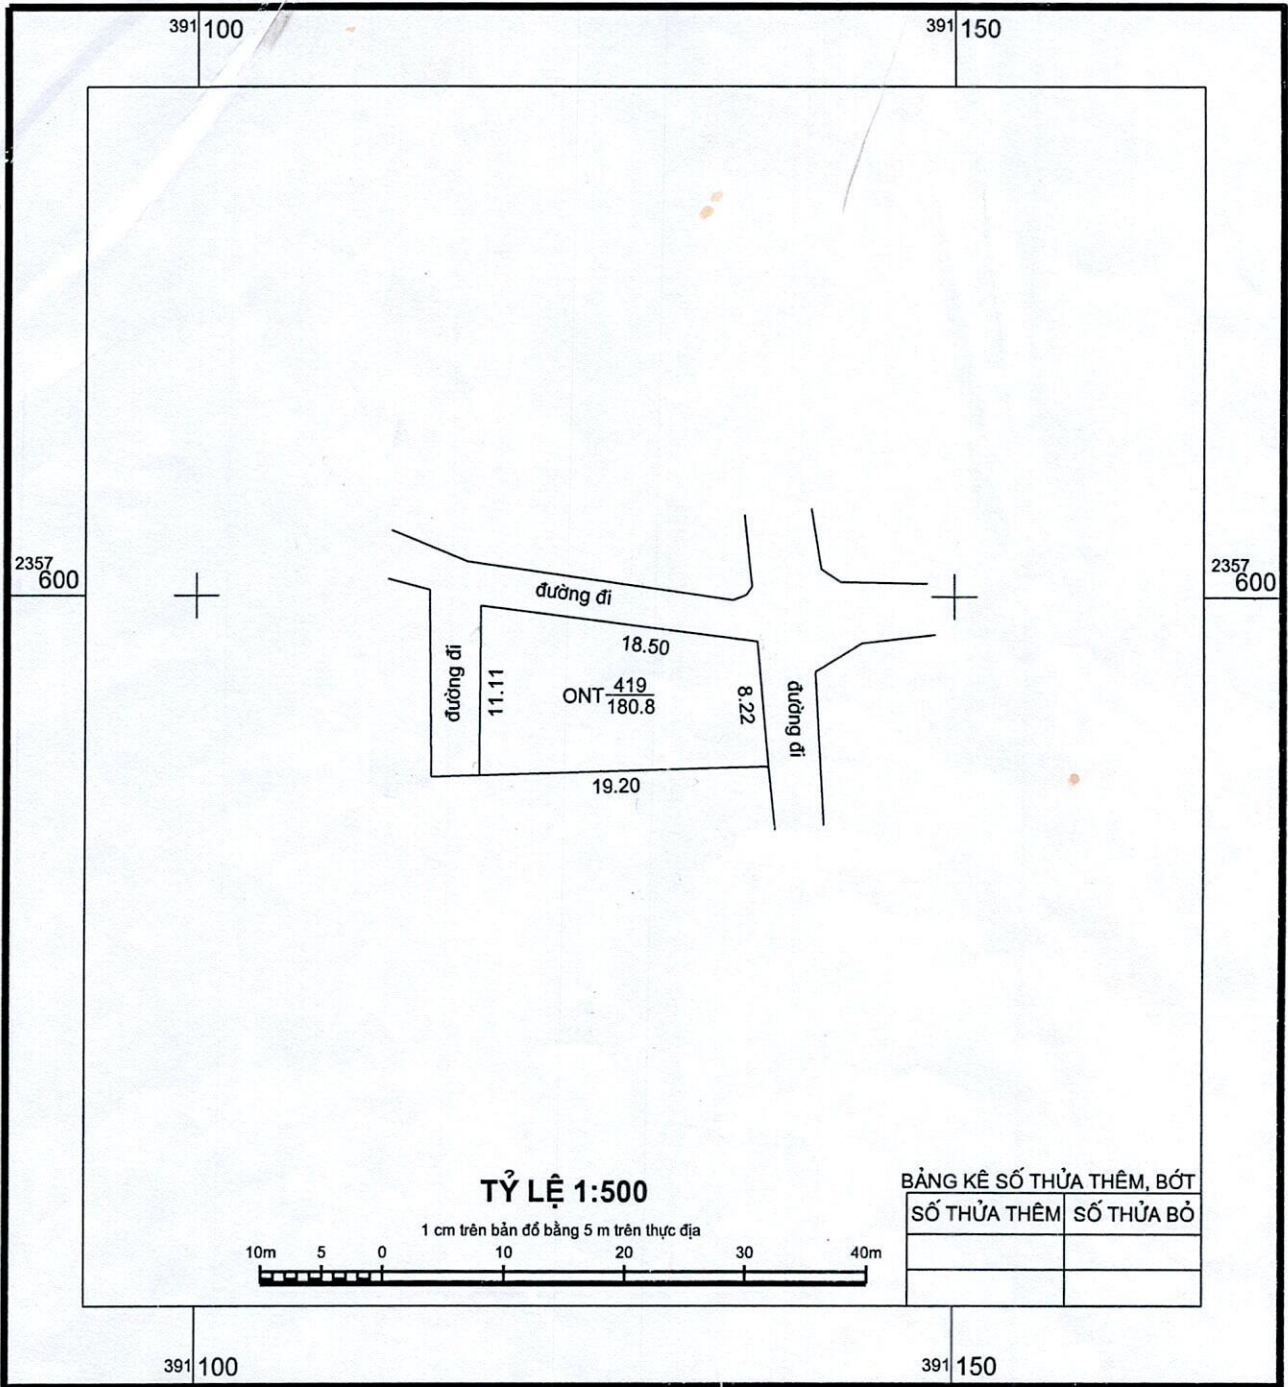 391 100
391 150
2357 600
2357 600
đường đi
18.50
đường đi
11.11
ONT 419
180.8
8.22
đường đi
19.20
TỶ LỆ 1:500
1 cm trên bản đồ bằng 5 m trên thực địa
10m 5 0 10 20 30 40m
BẢNG KÊ SỐ THỬA THÊM, BỚT
SỐ THỬA THÊM SỐ THỬA BỎ
391 100
391 150